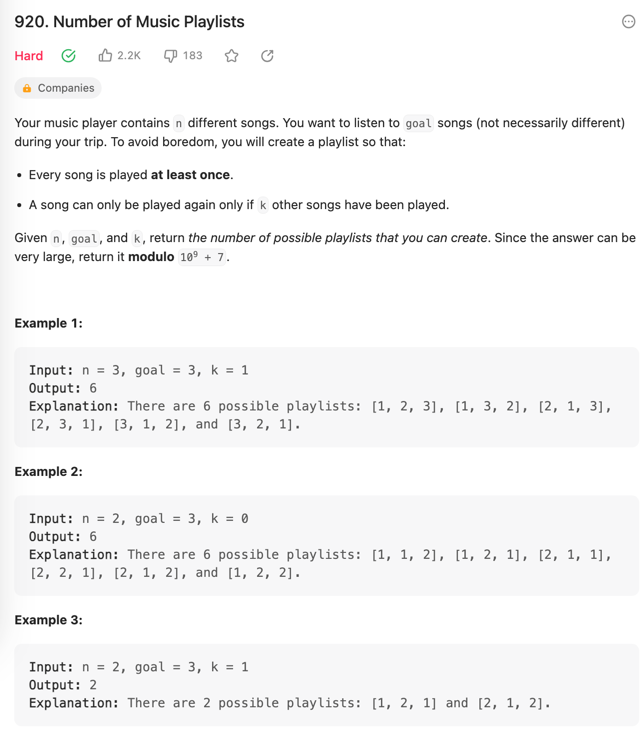 920. Number of Music Playlists
Hard 2.2K 183
Companies
Your music player contains n different songs. You want to listen to goal songs (not necessarily different)
during your trip. To avoid boredom, you will create a playlist so that:
• Every song is played at least once.
• A song can only be played again only if k other songs have been played.
Given n, goal, and k, return the number of possible playlists that you can create. Since the answer can be
very large, return it modulo 10⁹ + 7.
Example 1:
Input: n = 3, goal = 3, k = 1
Output: 6
Explanation: There are 6 possible playlists: [1, 2, 3], [1, 3, 2], [2, 1, 3],
[2, 3, 1], [3, 1, 2], and [3, 2, 1].
Example 2:
Input: n = 2, goal = 3, k = 0
Output: 6
Explanation: There are 6 possible playlists: [1, 1, 2], [1, 2, 1], [2, 1, 1],
[2, 2, 1], [2, 1, 2], and [1, 2, 2].
Example 3:
Input: n = 2, goal = 3, k = 1
Output: 2
Explanation: There are 2 possible playlists: [1, 2, 1] and [2, 1, 2].